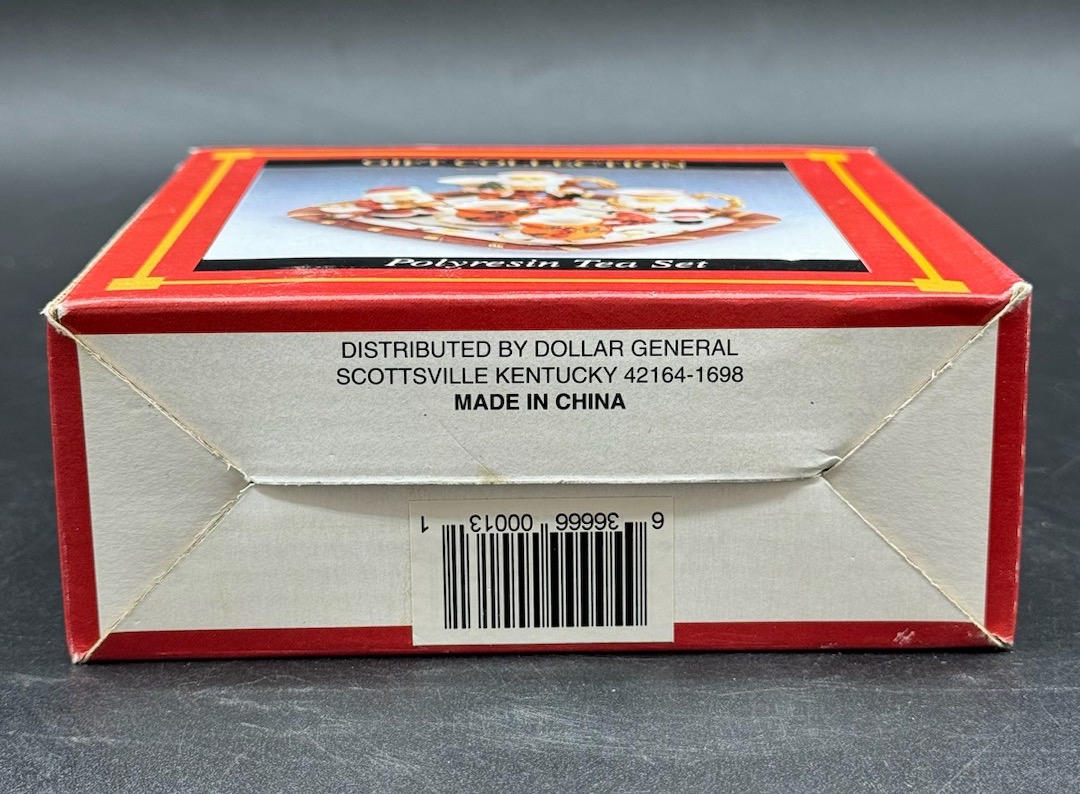 GIFT COLLECTION
Polyresin Tea Set
DISTRIBUTED BY DOLLAR GENERAL
SCOTTSVILLE KENTUCKY 42164-1698
MADE IN CHINA
6 36666 00013 1